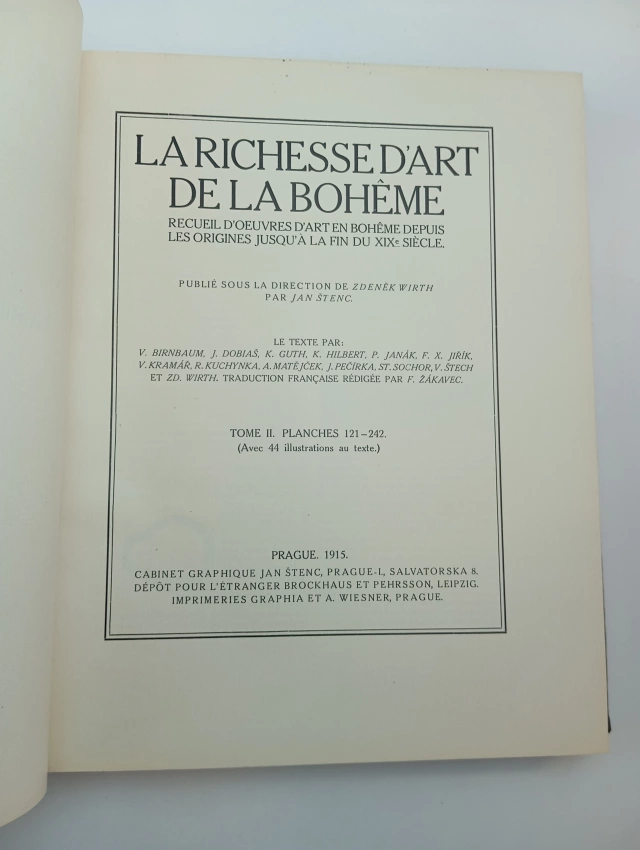 LA RICHESSE D'ART
DE LA BOHÊME
RECUEIL D'OEUVRES D'ART EN BOHÊME DEPUIS
LES ORIGINES JUSQU'À LA FIN DU XIXe SIÈCLE.
PUBLIÉ SOUS LA DIRECTION DE ZDENĚK WIRTH
PAR JAN ŠTENC.
LE TEXTE PAR:
V. BIRNBAUM, J. DOBIAŠ, K. GUTH, K. HILBERT, P. JANÁK, F. X. JIŘÍK,
V. KRAMÁŘ, R. KUCHYNKA, A. MATĚJČEK, J. PEČÍRKA, ST. SOCHOR, V. ŠTECH
ET ZD. WIRTH. TRADUCTION FRANÇAISE RÉDIGÉE PAR F. ŽÁKAVEC.
TOME II. PLANCHES 121–242.
(Avec 44 illustrations au texte.)
PRAGUE. 1915.
CABINET GRAPHIQUE JAN ŠTENC, PRAGUE-I., SALVATORSKA 8.
DÉPÔT POUR L'ÉTRANGER BROCKHAUS ET PEHRSSON, LEIPZIG.
IMPRIMERIES GRAPHIA ET A. WIESNER, PRAGUE.